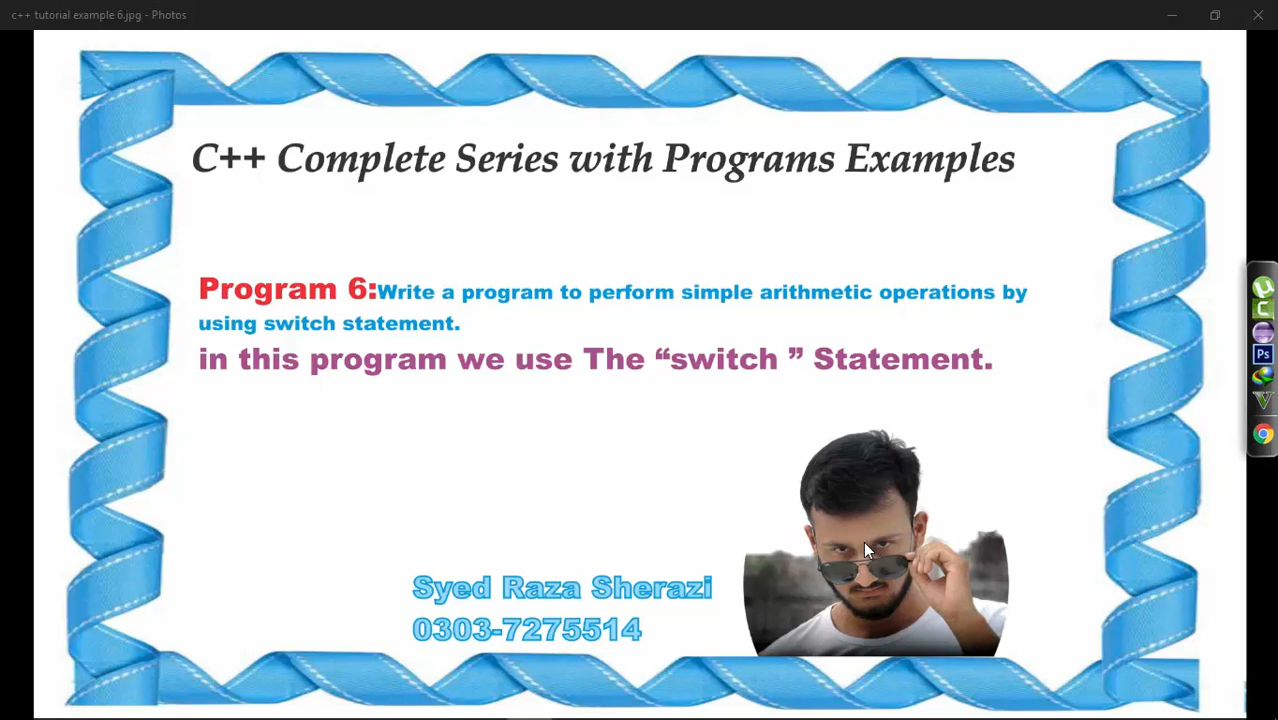 c++ tutorial example 6.jpg - Photos
C++ Complete Series with Programs Examples
Program 6:Write a program to perform simple arithmetic operations by
using switch statement.
in this program we use The “switch ” Statement.
Ps
Syed Raza Sherazi
0303-7275514